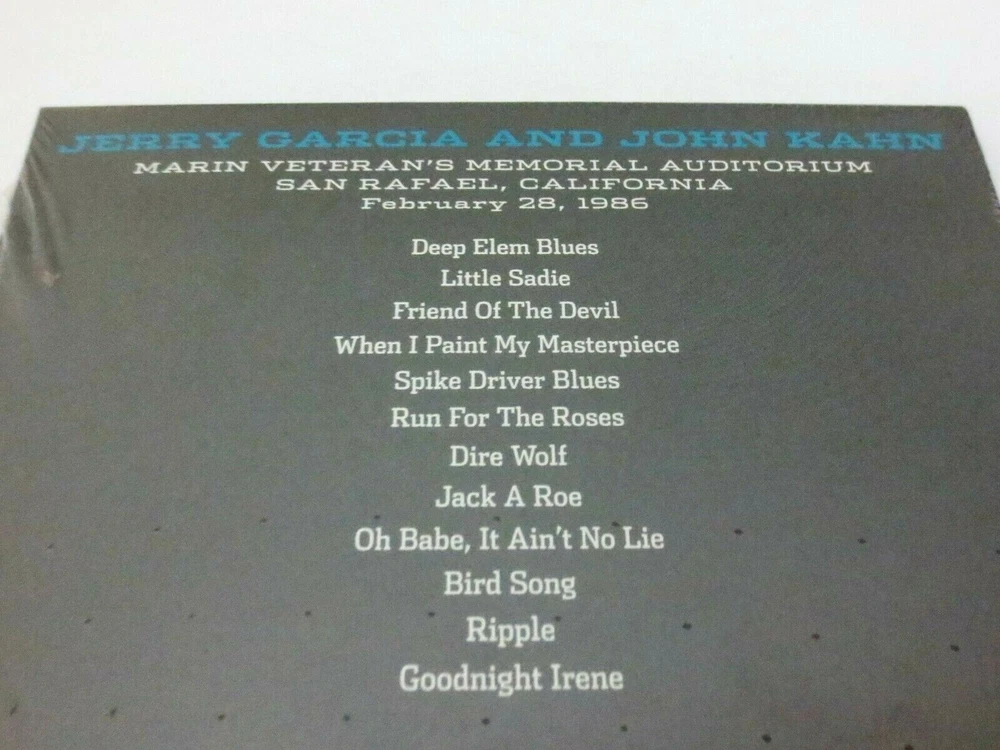 JERRY GARCIA AND JOHN KAHN
MARIN VETERAN'S MEMORIAL AUDITORIUM
SAN RAFAEL, CALIFORNIA
February 28, 1986
Deep Elem Blues
Little Sadie
Friend Of The Devil
When I Paint My Masterpiece
Spike Driver Blues
Run For The Roses
Dire Wolf
Jack A Roe
Oh Babe, It Ain't No Lie
Bird Song
Ripple
Goodnight Irene